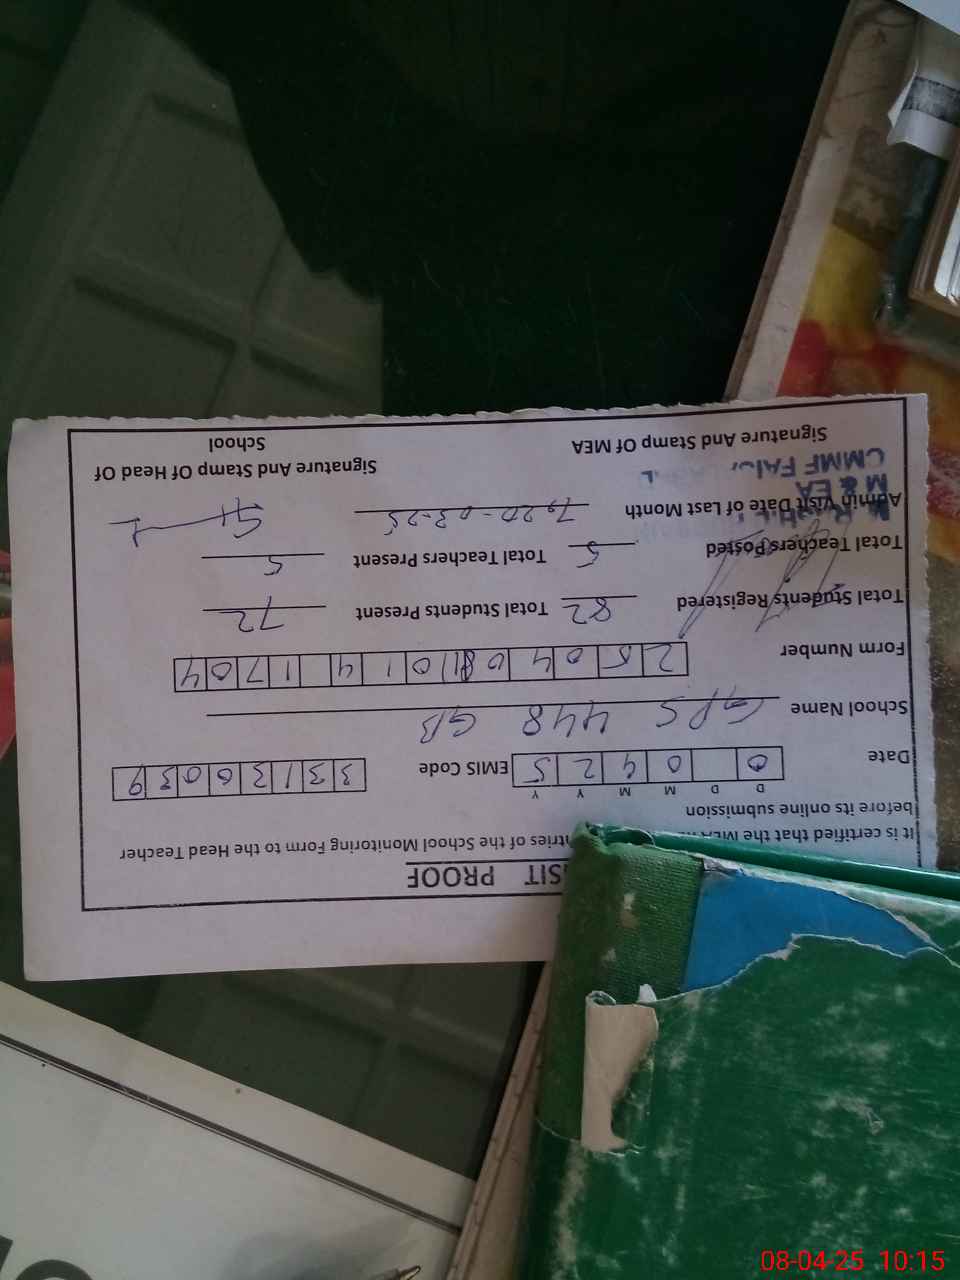 ISIT PROOF
It is certified that the MEA ntries of the School Monitoring Form to the Head Teacher
before its online submission
D D M M Y Y
Date 0 0 4 2 5 EMIS Code 3 3 1 3 6 0 3 9
School Name GPS 448 GB
Form Number 2 5 0 4 0 8 1 0 1 4 1 7 0 4
Total Students Registered 82 Total Students Present 72
Total Teachers Posted 5 Total Teachers Present 5
Admin Visit Date of Last Month 20-03-25
M & EA
CMMF
Signature And Stamp Of MEA Signature And Stamp Of Head Of
School
08-04-25 10:15